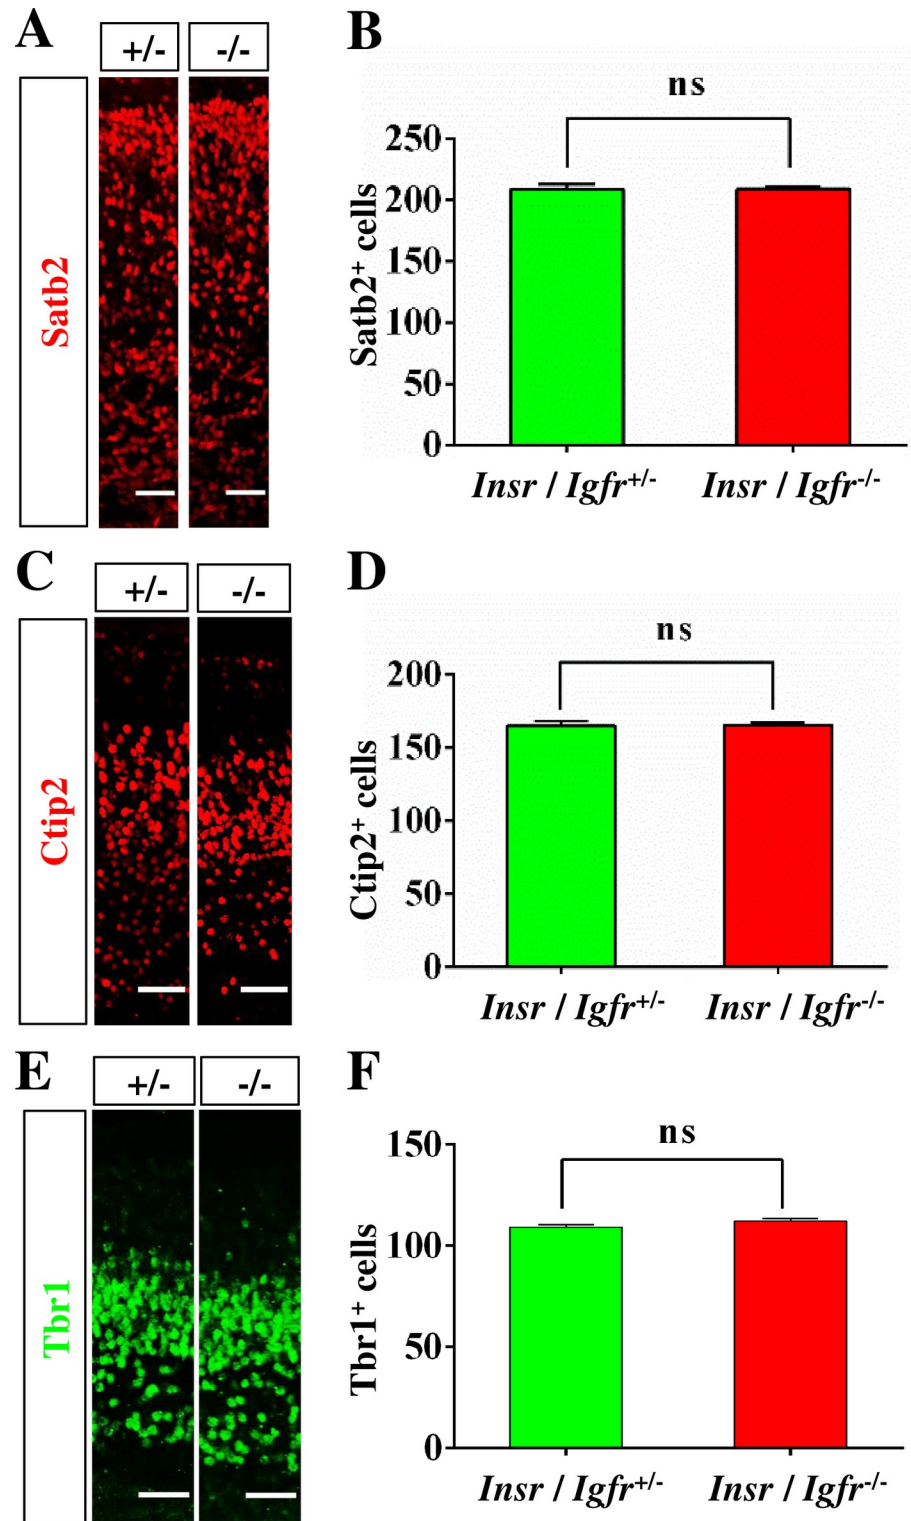 A
+/-
-/-
Satb2
B
ns
250
200
150
100
50
0
Satb2⁺ cells
Insr / Igfr⁺/⁻
Insr / Igfr⁻/⁻
C
+/-
-/-
Ctip2
D
ns
200
150
100
50
0
Ctip2⁺ cells
Insr / Igfr⁺/⁻
Insr / Igfr⁻/⁻
E
+/-
-/-
Tbr1
F
ns
150
100
50
0
Tbr1⁺ cells
Insr / Igfr⁺/⁻
Insr / Igfr⁻/⁻